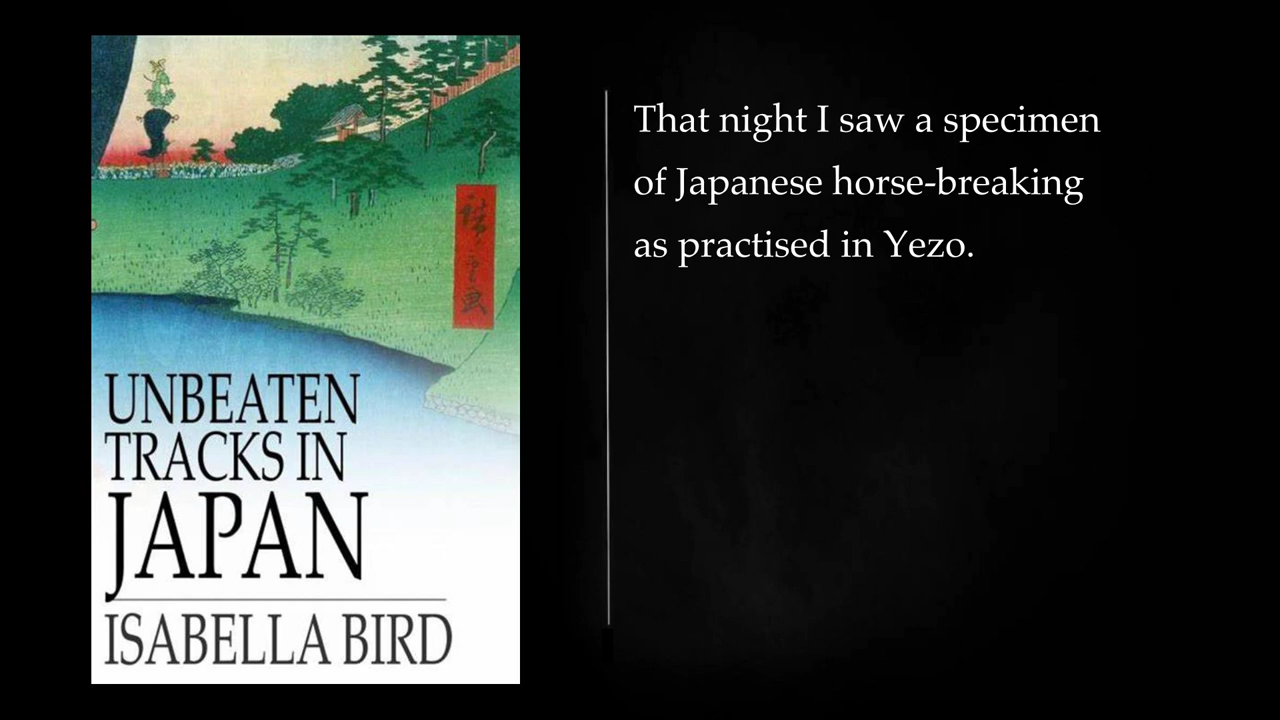 UNBEATEN
TRACKS IN
JAPAN
ISABELLA BIRD
That night I saw a specimen
of Japanese horse-breaking
as practised in Yezo.